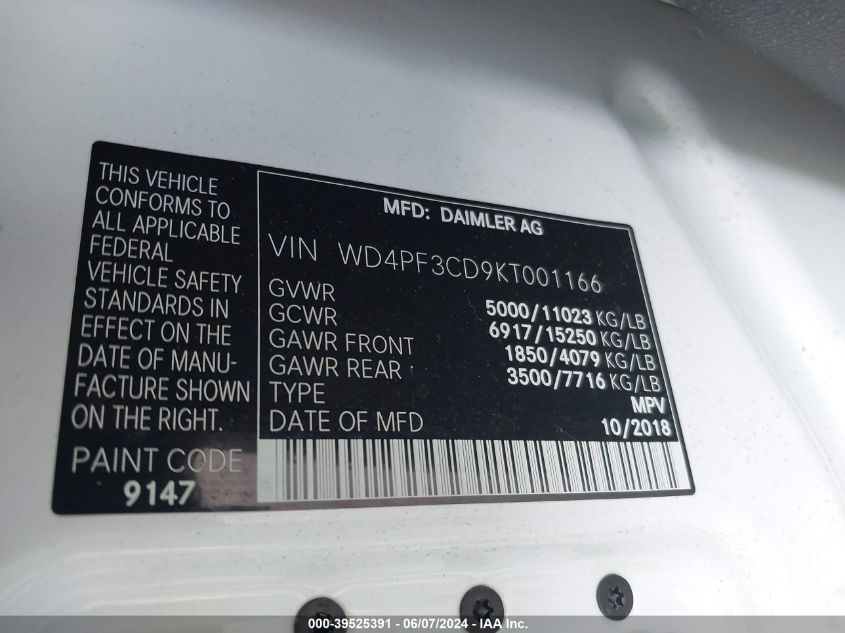 THIS VEHICLE
CONFORMS TO
ALL APPLICABLE
FEDERAL
VEHICLE SAFETY
STANDARDS IN
EFFECT ON THE
DATE OF MANU-
FACTURE SHOWN
ON THE RIGHT.
PAINT CODE
9147
MFD: DAIMLER AG
VIN WD4PF3CD9KT001166
GVWR 5000/11023 KG/LB
GCWR 6917/15250 KG/LB
GAWR FRONT 1850/4079 KG/LB
GAWR REAR 3500/7716 KG/LB
TYPE MPV
DATE OF MFD 10/2018
000-39525391 - 06/07/2024 - IAA Inc.